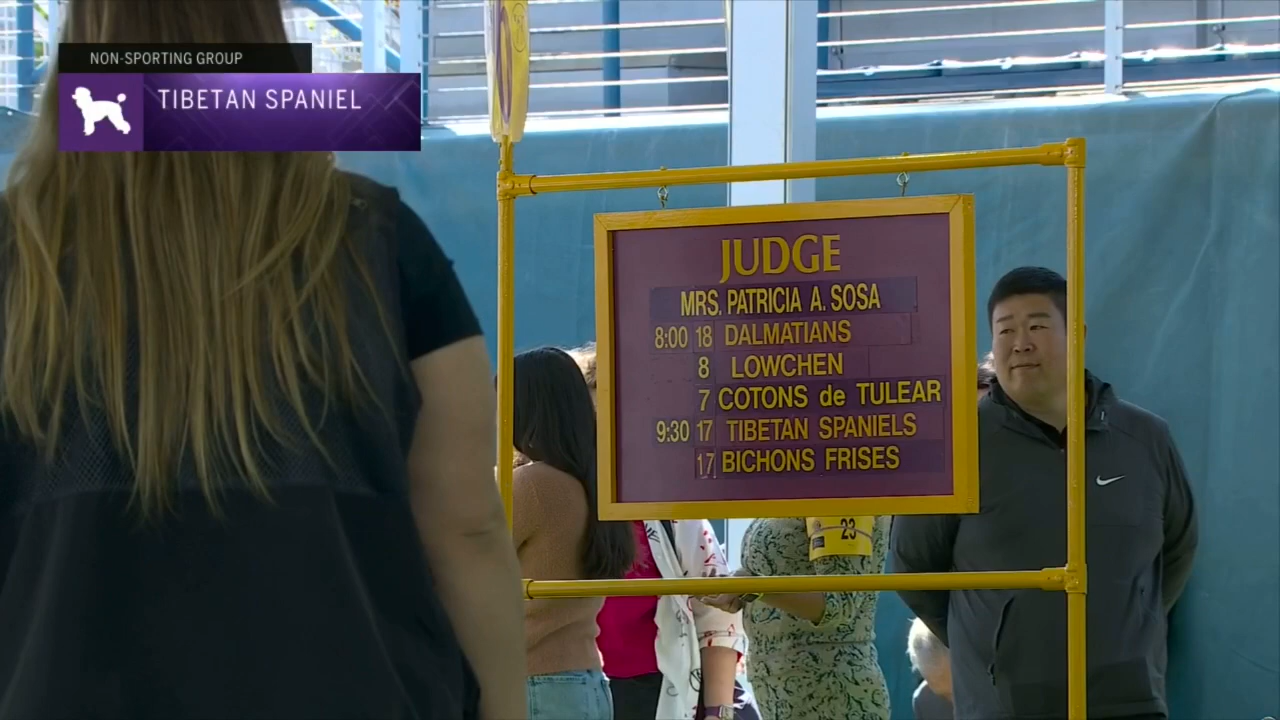 NON-SPORTING GROUP
TIBETAN SPANIEL
JUDGE
MRS. PATRICIA A. SOSA
8:00 18 DALMATIANS
8 LOWCHEN
7 COTONS de TULEAR
9:30 17 TIBETAN SPANIELS
17 BICHONS FRISES
23